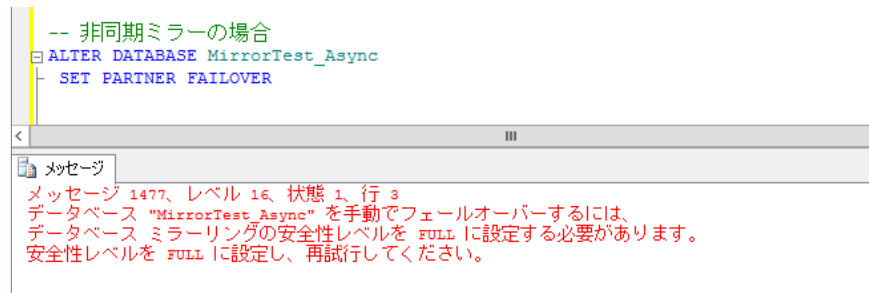 -- 非同期ミラーの場合
ALTER DATABASE MirrorTest_Async
SET PARTNER FAILOVER
メッセージ
メッセージ 1477、レベル 16、状態 1、行 3
データベース "MirrorTest_Async" を手動でフェールオーバーするには、
データベース ミラーリングの安全性レベルを FULL に設定する必要があります。
安全性レベルを FULL に設定し、再試行してください。